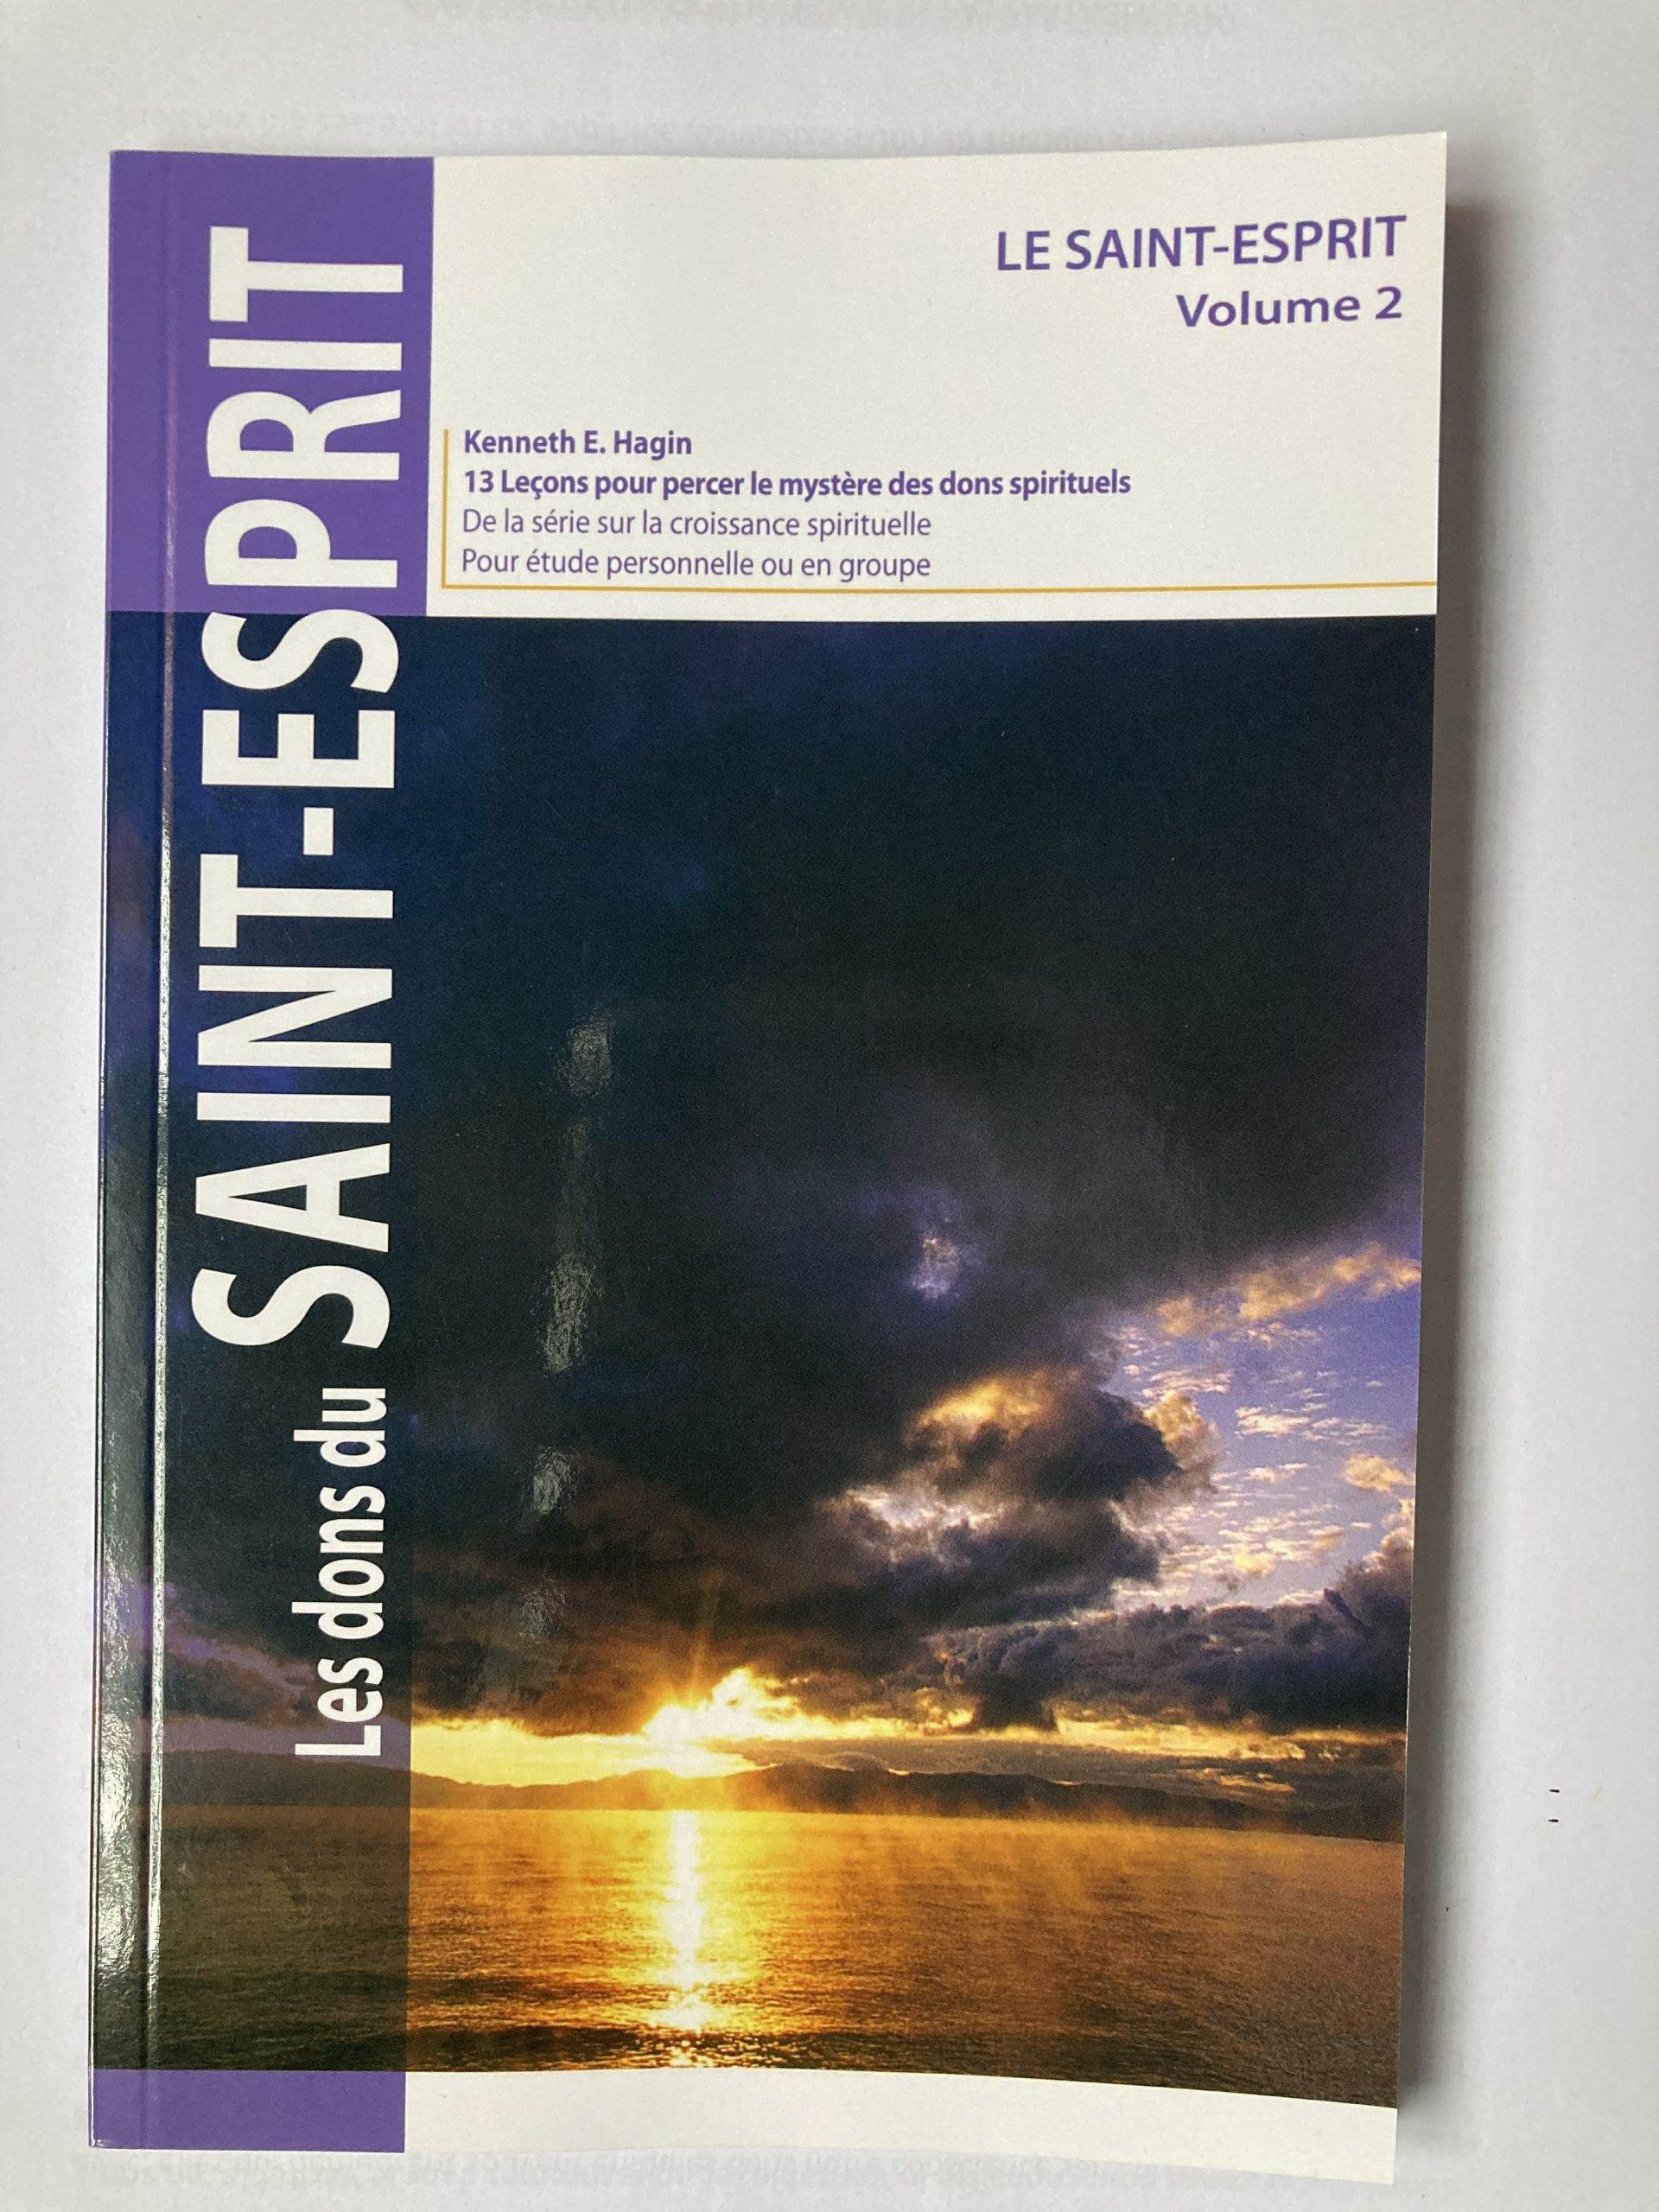 LE SAINT-ESPRIT
Volume 2
Kenneth E. Hagin
13 Leçons pour percer le mystère des dons spirituels
De la série sur la croissance spirituelle
Pour étude personnelle ou en groupe
Les dons du SAINT-ESPRIT